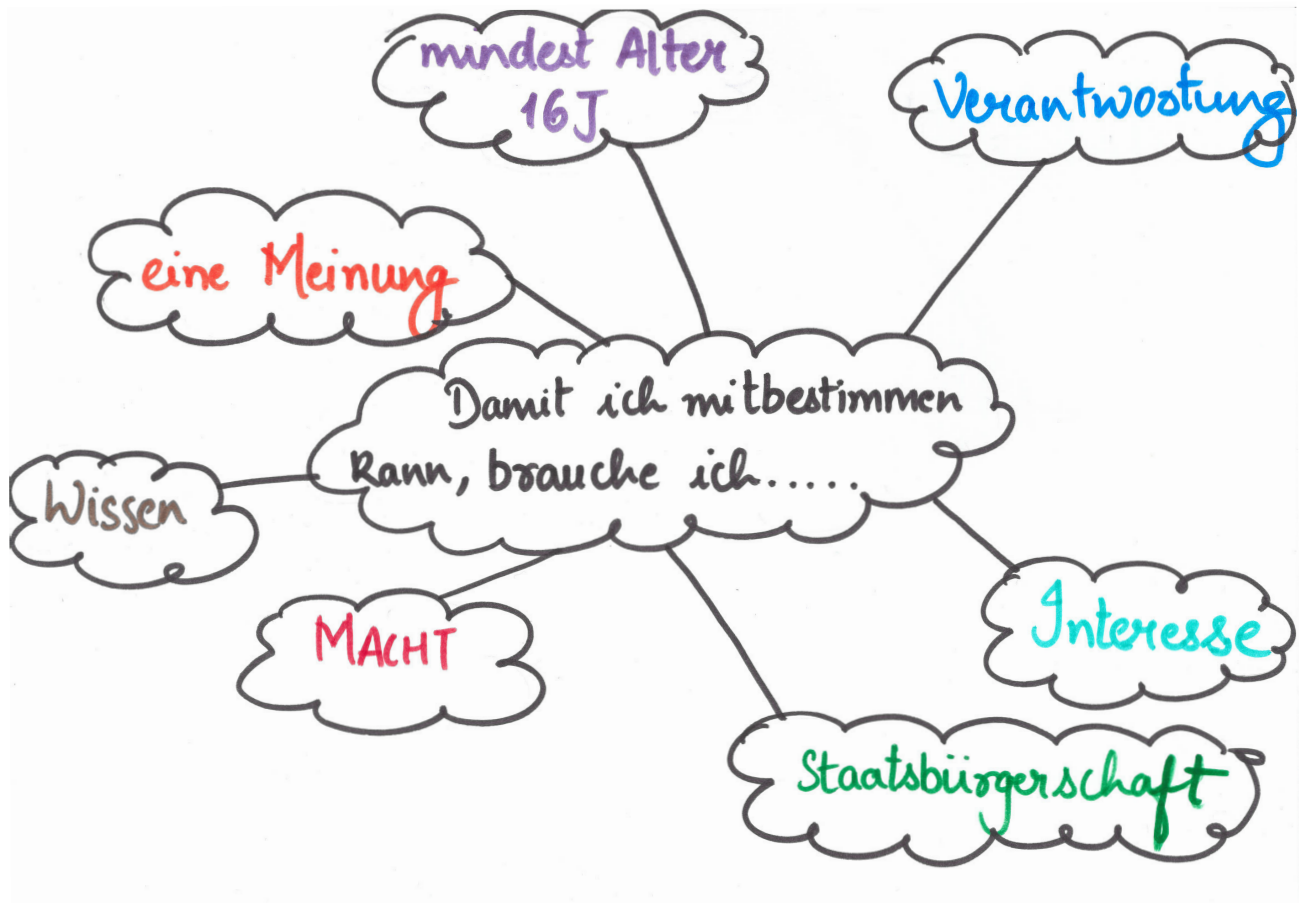 mindest Alter
16J
Verantwortung
eine Meinung
Damit ich mitbestimmen
kann, brauche ich.....
Wissen
MACHT
Interesse
Staatsbürgerschaft